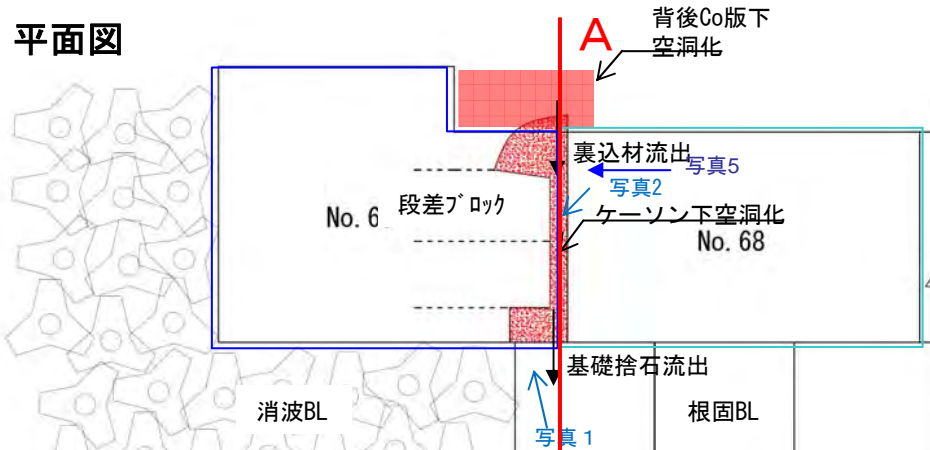 平面図
A
背後Co版下
空洞化
裏込材流出
写真5
写真2
段差ブロック
ケーソン下空洞化
No. 6
No. 68
基礎捨石流出
消波BL
根固BL
写真1